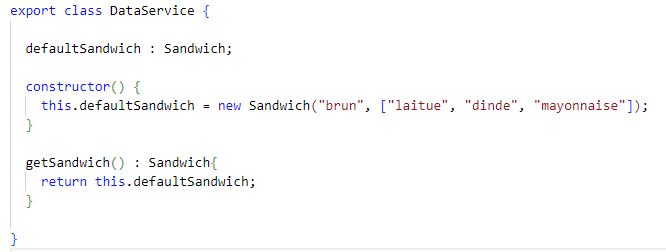 export class DataService {
defaultSandwich : Sandwich;
constructor() {
this.defaultSandwich = new Sandwich("brun", ["laitue", "dinde", "mayonnaise"]);
}
getSandwich() : Sandwich{
return this.defaultSandwich;
}
}